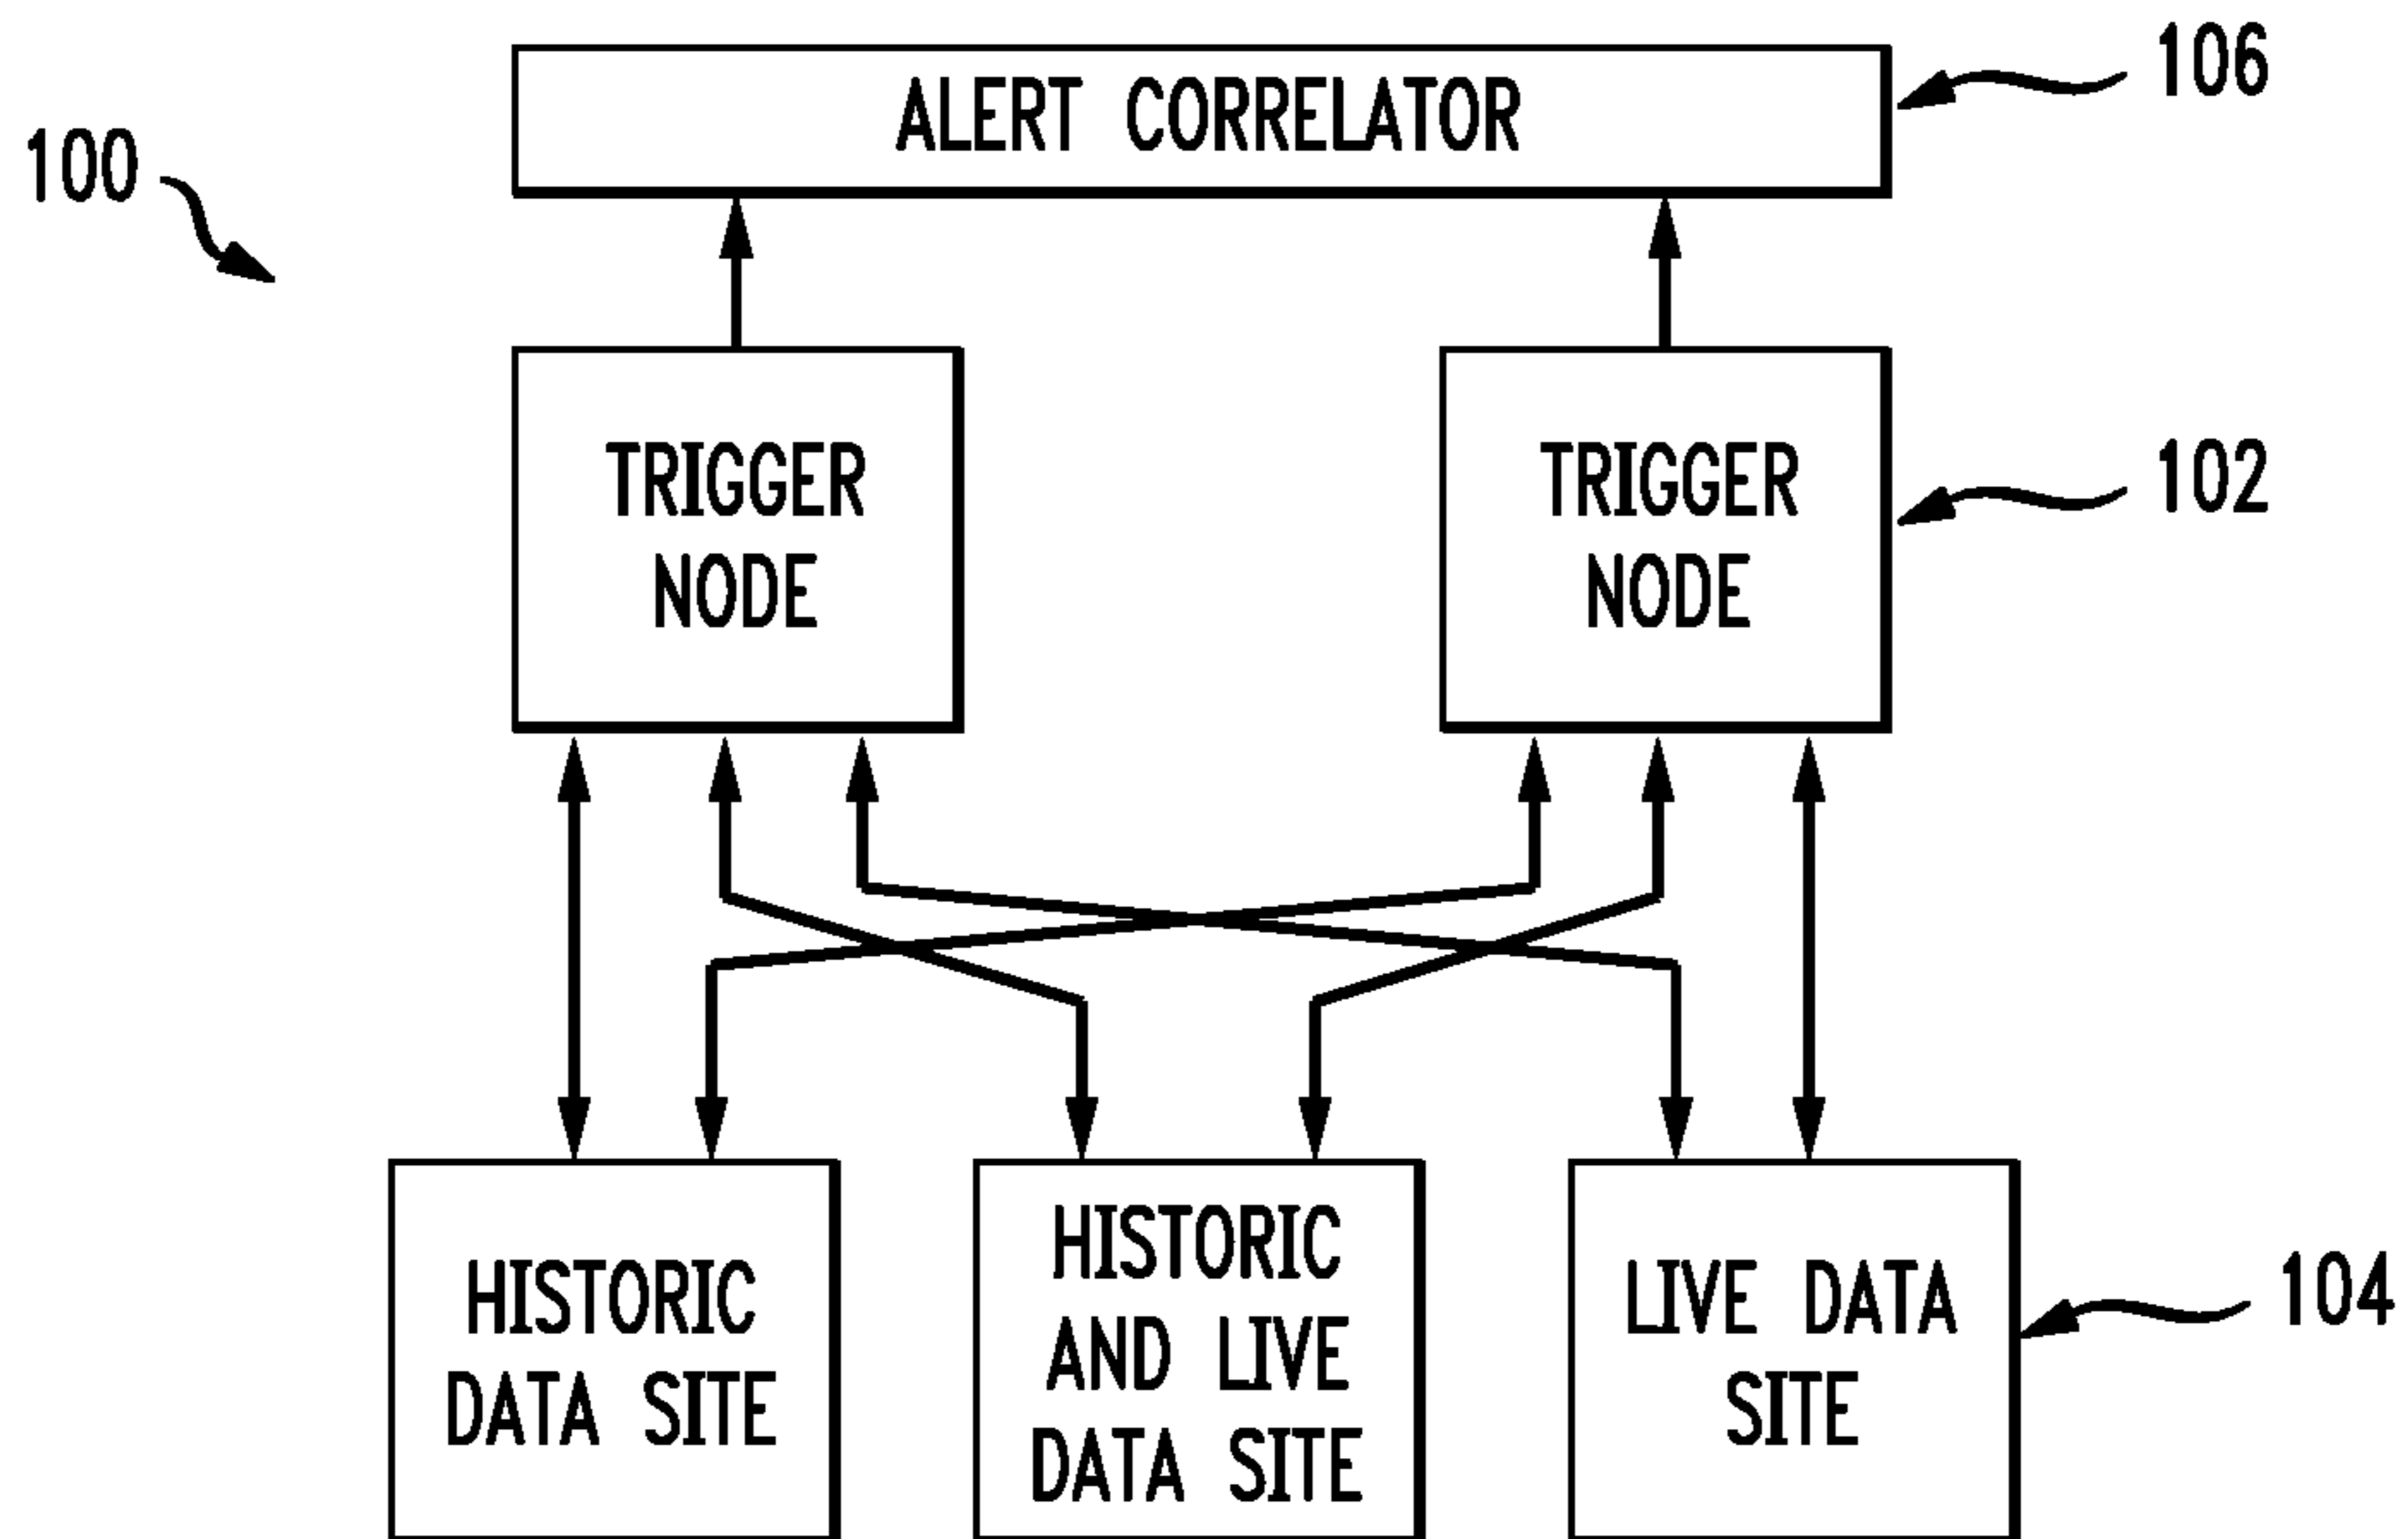 106
ALERT CORRELATOR
100
TRIGGER
NODE
TRIGGER
NODE
102
HISTORIC
DATA SITE
HISTORIC
AND LIVE
DATA SITE
LIVE DATA
SITE
104